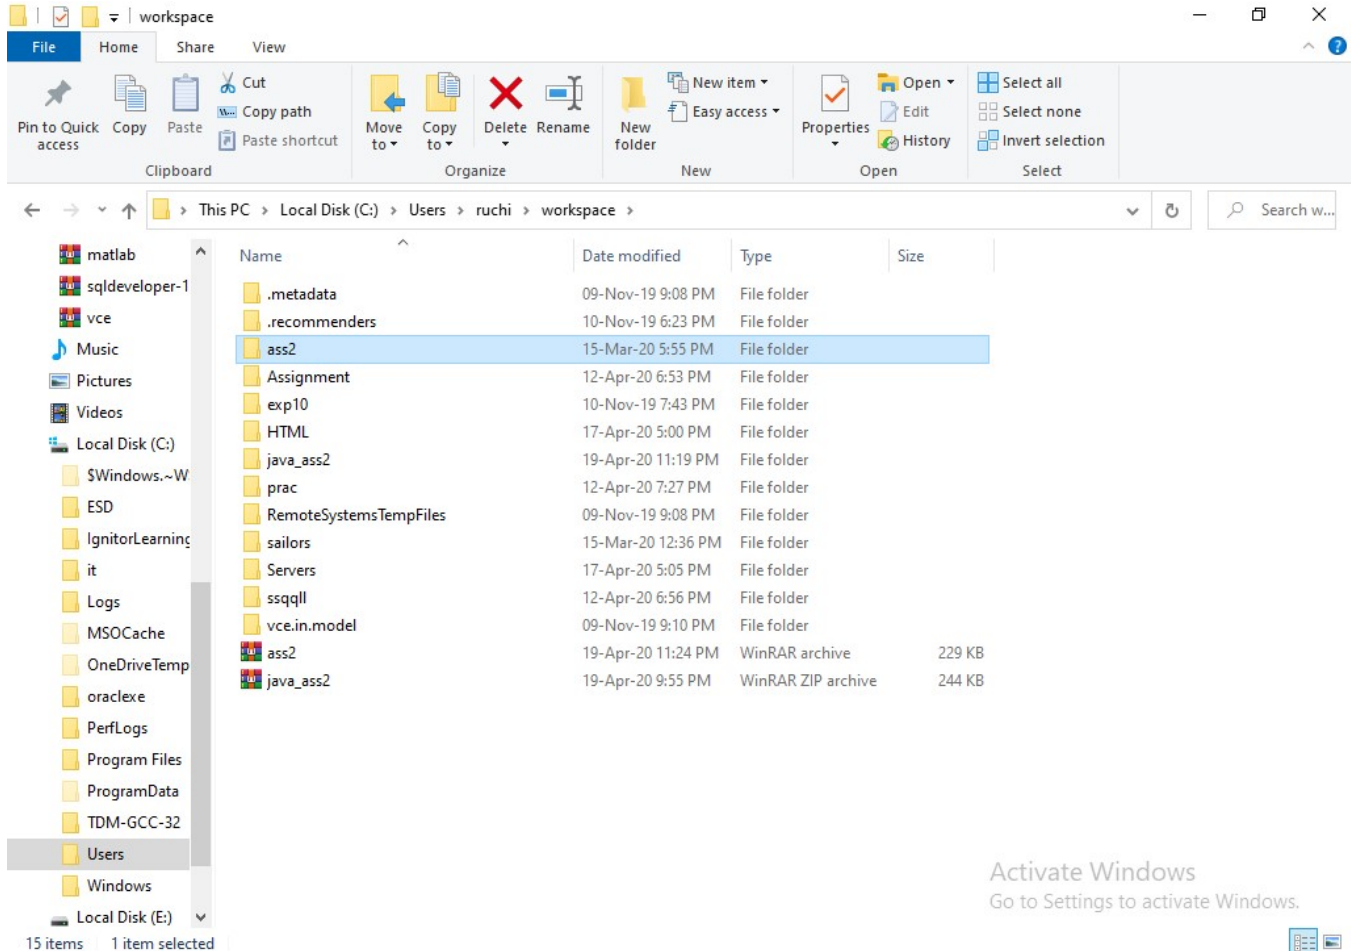 workspace
File Home Share View
Pin to Quick access
Copy
Paste
Cut
Copy path
Paste shortcut
Clipboard
Move to
Copy to
Delete
Rename
Organize
New folder
New item
Easy access
New
Properties
Open
Edit
History
Open
Select all
Select none
Invert selection
Select
This PC > Local Disk (C:) > Users > ruchi > workspace >
Search w...
matlab
sqldeveloper-1
vce
Music
Pictures
Videos
Local Disk (C:)
$Windows.~W
ESD
IgnitorLearning
it
Logs
MSOCache
OneDriveTemp
oraclexe
PerfLogs
Program Files
ProgramData
TDM-GCC-32
Users
Windows
Local Disk (E:)
Name Date modified Type Size
.metadata 09-Nov-19 9:08 PM File folder
.recommenders 10-Nov-19 6:23 PM File folder
ass2 15-Mar-20 5:55 PM File folder
Assignment 12-Apr-20 6:53 PM File folder
exp10 10-Nov-19 7:43 PM File folder
HTML 17-Apr-20 5:00 PM File folder
java_ass2 19-Apr-20 11:19 PM File folder
prac 12-Apr-20 7:27 PM File folder
RemoteSystemsTempFiles 09-Nov-19 9:08 PM File folder
sailors 15-Mar-20 12:36 PM File folder
Servers 17-Apr-20 5:05 PM File folder
ssqqll 12-Apr-20 6:56 PM File folder
vce.in.model 09-Nov-19 9:10 PM File folder
ass2 19-Apr-20 11:24 PM WinRAR archive 229 KB
java_ass2 19-Apr-20 9:55 PM WinRAR ZIP archive 244 KB
Activate Windows
Go to Settings to activate Windows.
15 items 1 item selected